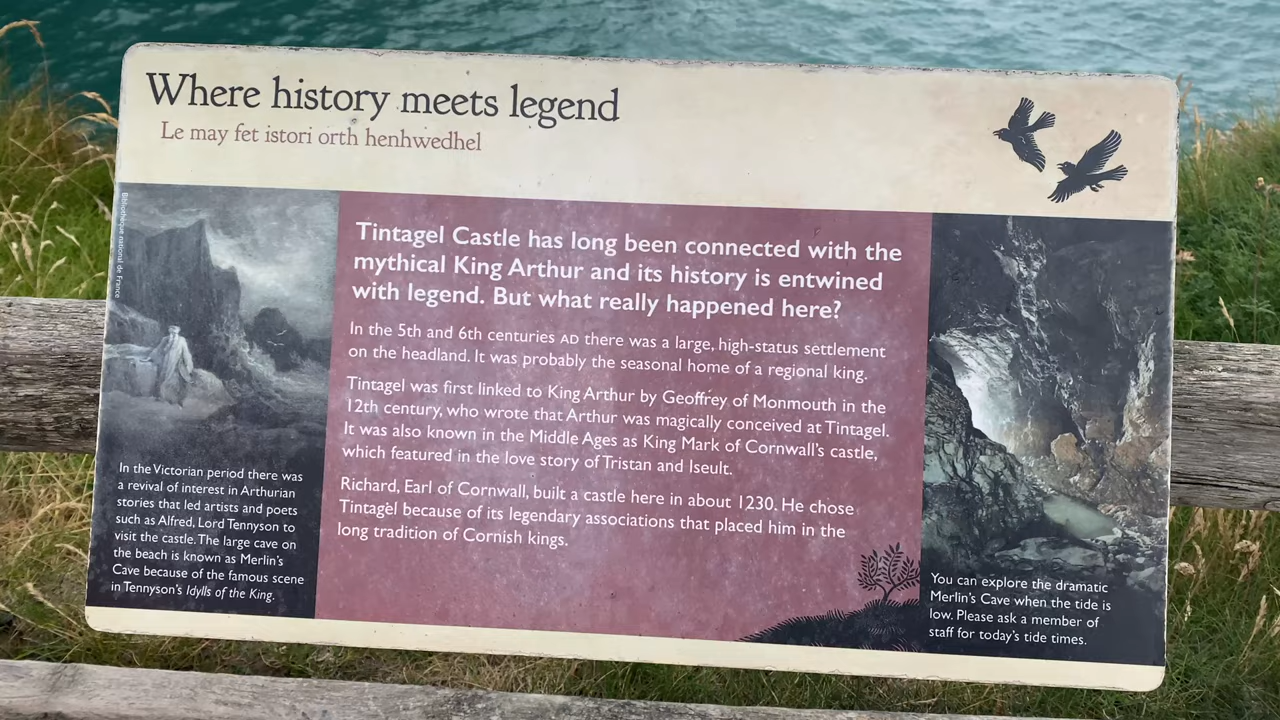 Where history meets legend
Le may fet istori orth henhwedhel
Bibliothèque national de France
Tintagel Castle has long been connected with the
mythical King Arthur and its history is entwined
with legend. But what really happened here?
In the 5th and 6th centuries AD there was a large, high-status settlement
on the headland. It was probably the seasonal home of a regional king.
Tintagel was first linked to King Arthur by Geoffrey of Monmouth in the
12th century, who wrote that Arthur was magically conceived at Tintagel.
It was also known in the Middle Ages as King Mark of Cornwall's castle,
which featured in the love story of Tristan and Iseult.
Richard, Earl of Cornwall, built a castle here in about 1230. He chose
Tintagel because of its legendary associations that placed him in the
long tradition of Cornish kings.
In the Victorian period there was
a revival of interest in Arthurian
stories that led artists and poets
such as Alfred, Lord Tennyson to
visit the castle. The large cave on
the beach is known as Merlin's
Cave because of the famous scene
in Tennyson's Idylls of the King.
You can explore the dramatic
Merlin's Cave when the tide is
low. Please ask a member of
staff for today's tide times.